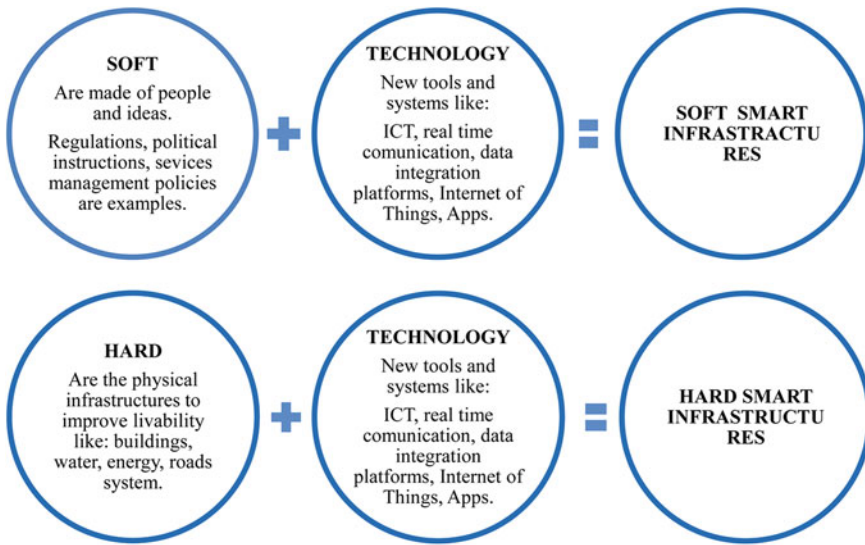 SOFT
Are made of people
and ideas.
Regulations, political
instructions, sevices
management policies
are examples.
TECHNOLOGY
New tools and
systems like:
ICT, real time
comunication, data
integration
platforms, Internet of
Things, Apps.
SOFT SMART
INFRASTRACTU
RES
HARD
Are the physical
infrastructures to
improve livability
like: buildings,
water, energy, roads
system.
TECHNOLOGY
New tools and
systems like:
ICT, real time
comunication, data
integration
platforms, Internet of
Things, Apps.
HARD SMART
INFRASTRUCTU
RES